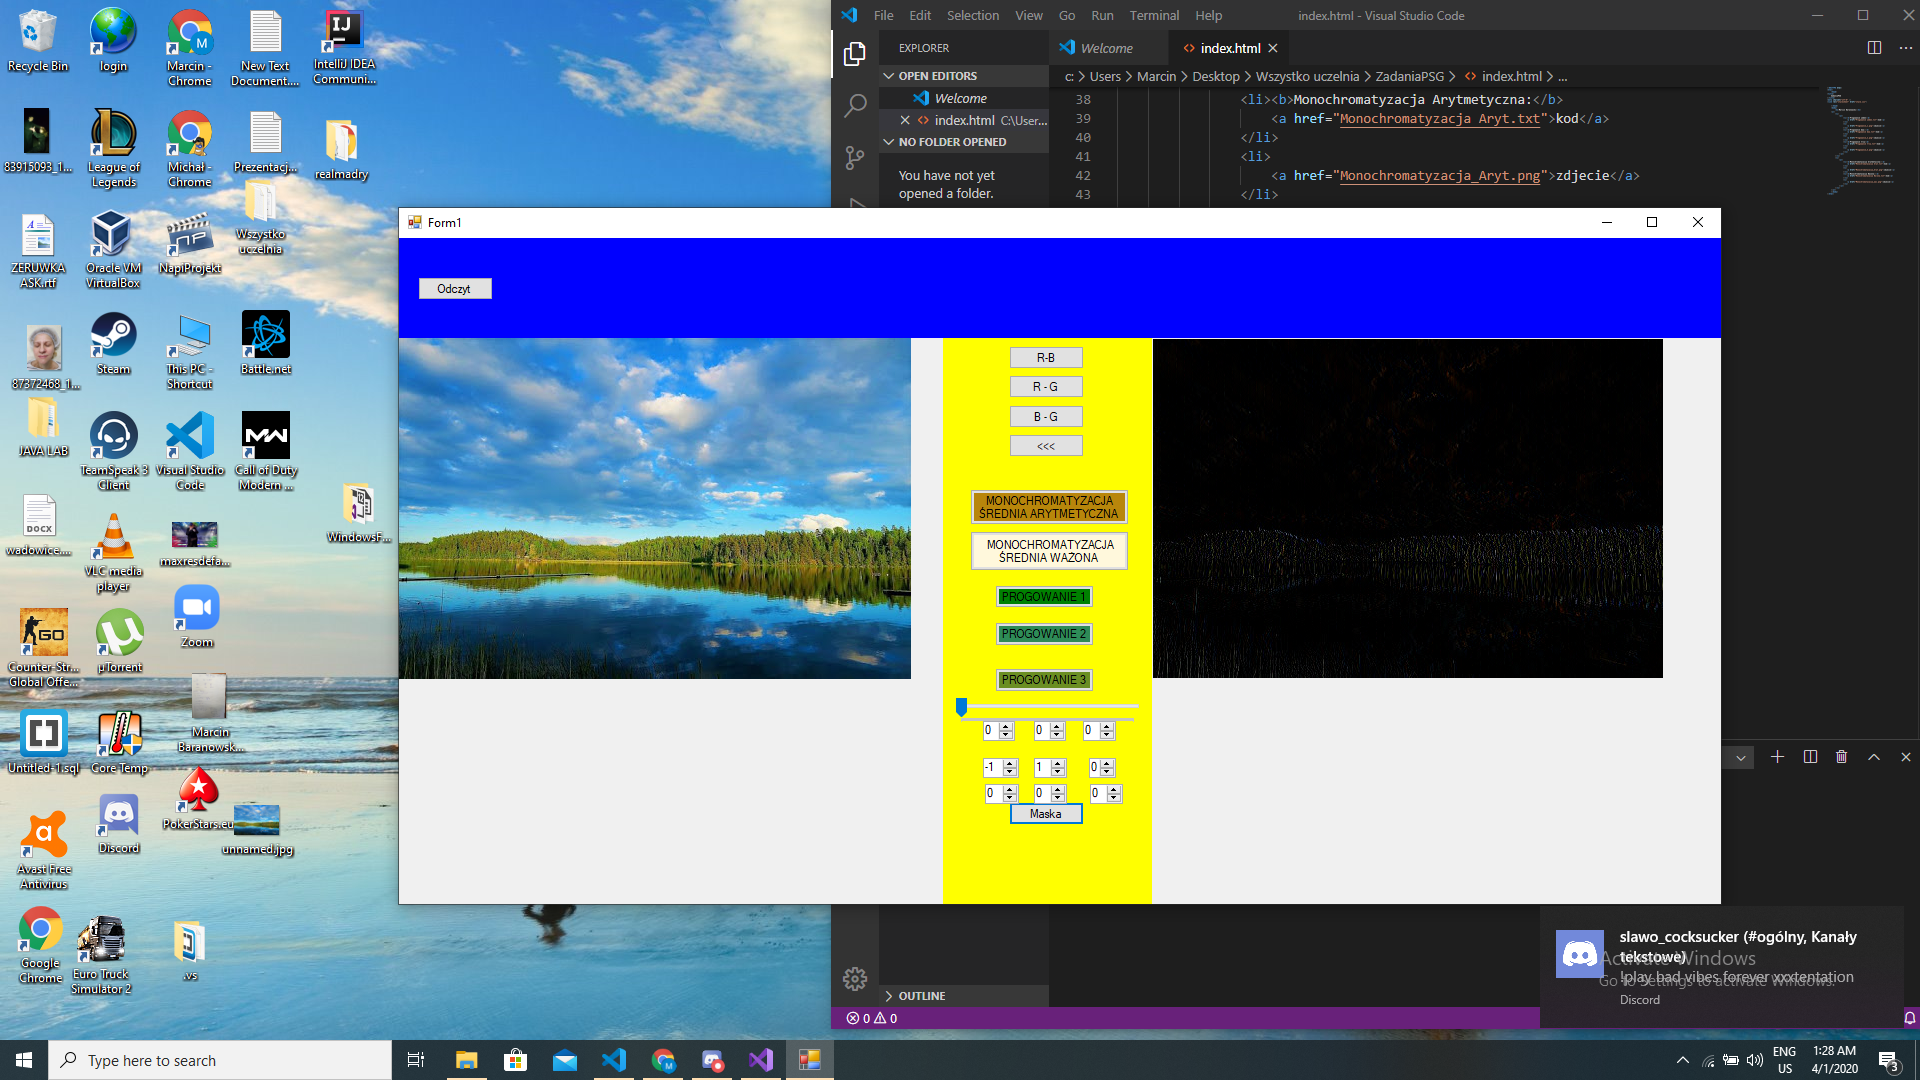 Recycle Bin
login
Marcin -
Chrome
New Text
Document....
IntelliJ IDEA
Communi...
83915093_1...
League of
Legends
Michał -
Chrome
Prezentacj...
realmadry
ZERUWKA
ASK.rtf
Oracle VM
VirtualBox
NapiProjekt
Wszystko
uczelnia
87372468_1...
Steam
This PC -
Shortcut
Battle.net
JAVA LAB
TeamSpeak 3
Client
Visual Studio
Code
Call of Duty
Modern ...
wadowice....
DOCX
VLC media
player
maxresdefa...
WindowsF...
Counter-Str...
Global Offe...
µTorrent
Zoom
Untitled-1.sql
Core Temp
Marcin
Baranowsk...
Avast Free
Antivirus
Discord
PokerStars.eu
unnamed.jpg
Google
Chrome
Euro Truck
Simulator 2
.vs
File Edit Selection View Go Run Terminal Help
index.html - Visual Studio Code
EXPLORER
Welcome
index.html
OPEN EDITORS
Welcome
index.html C:\User...
NO FOLDER OPENED
You have not yet
opened a folder.
c: > Users > Marcin > Desktop > Wszystko uczelnia > ZadaniaPSG > index.html > ...
38 <li><b>Monochromatyzacja Arytmetyczna:</b>
39 <a href="Monochromatyzacja Aryt.txt">kod</a>
40 </li>
41 <li>
42 <a href="Monochromatyzacja_Aryt.png">zdjecie</a>
43 </li>
Form1
Odczyt
R-B
R - G
B - G
<<<
MONOCHROMATYZACJA
ŚREDNIA ARYTMETYCZNA
MONOCHROMATYZACJA
ŚREDNIA WAŻONA
PROGOWANIE 1
PROGOWANIE 2
PROGOWANIE 3
0 0 0
-1 1 0
0 0 0
Maska
OUTLINE
0 0
slawo_cocksucker (#ogólny, Kanały
tekstowe)
!play bad vibes forever xxxtentation
Discord
Activate Windows
Go to Settings to activate Windows.
Type here to search
ENG
US
1:28 AM
4/1/2020
3